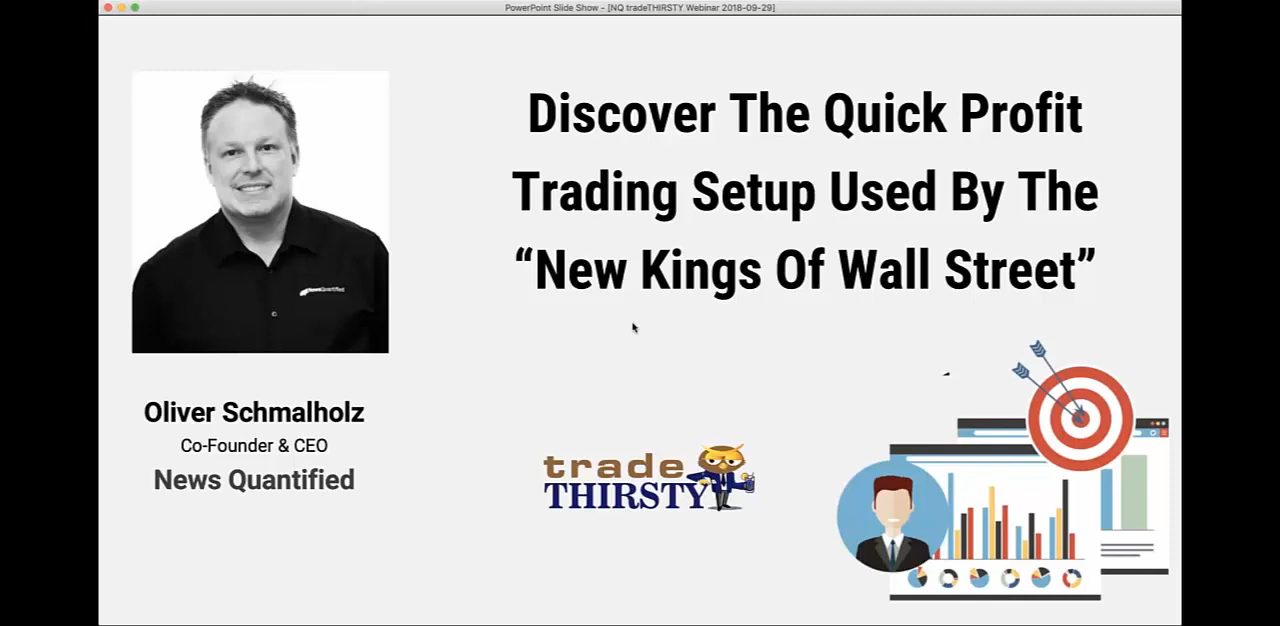 PowerPoint Slide Show - [NQ tradeTHIRSTY Webinar 2018-09-29]
Discover The Quick Profit
Trading Setup Used By The
“New Kings Of Wall Street”
NewsQuantified
Oliver Schmalholz
Co-Founder & CEO
News Quantified
trade
THIRSTY